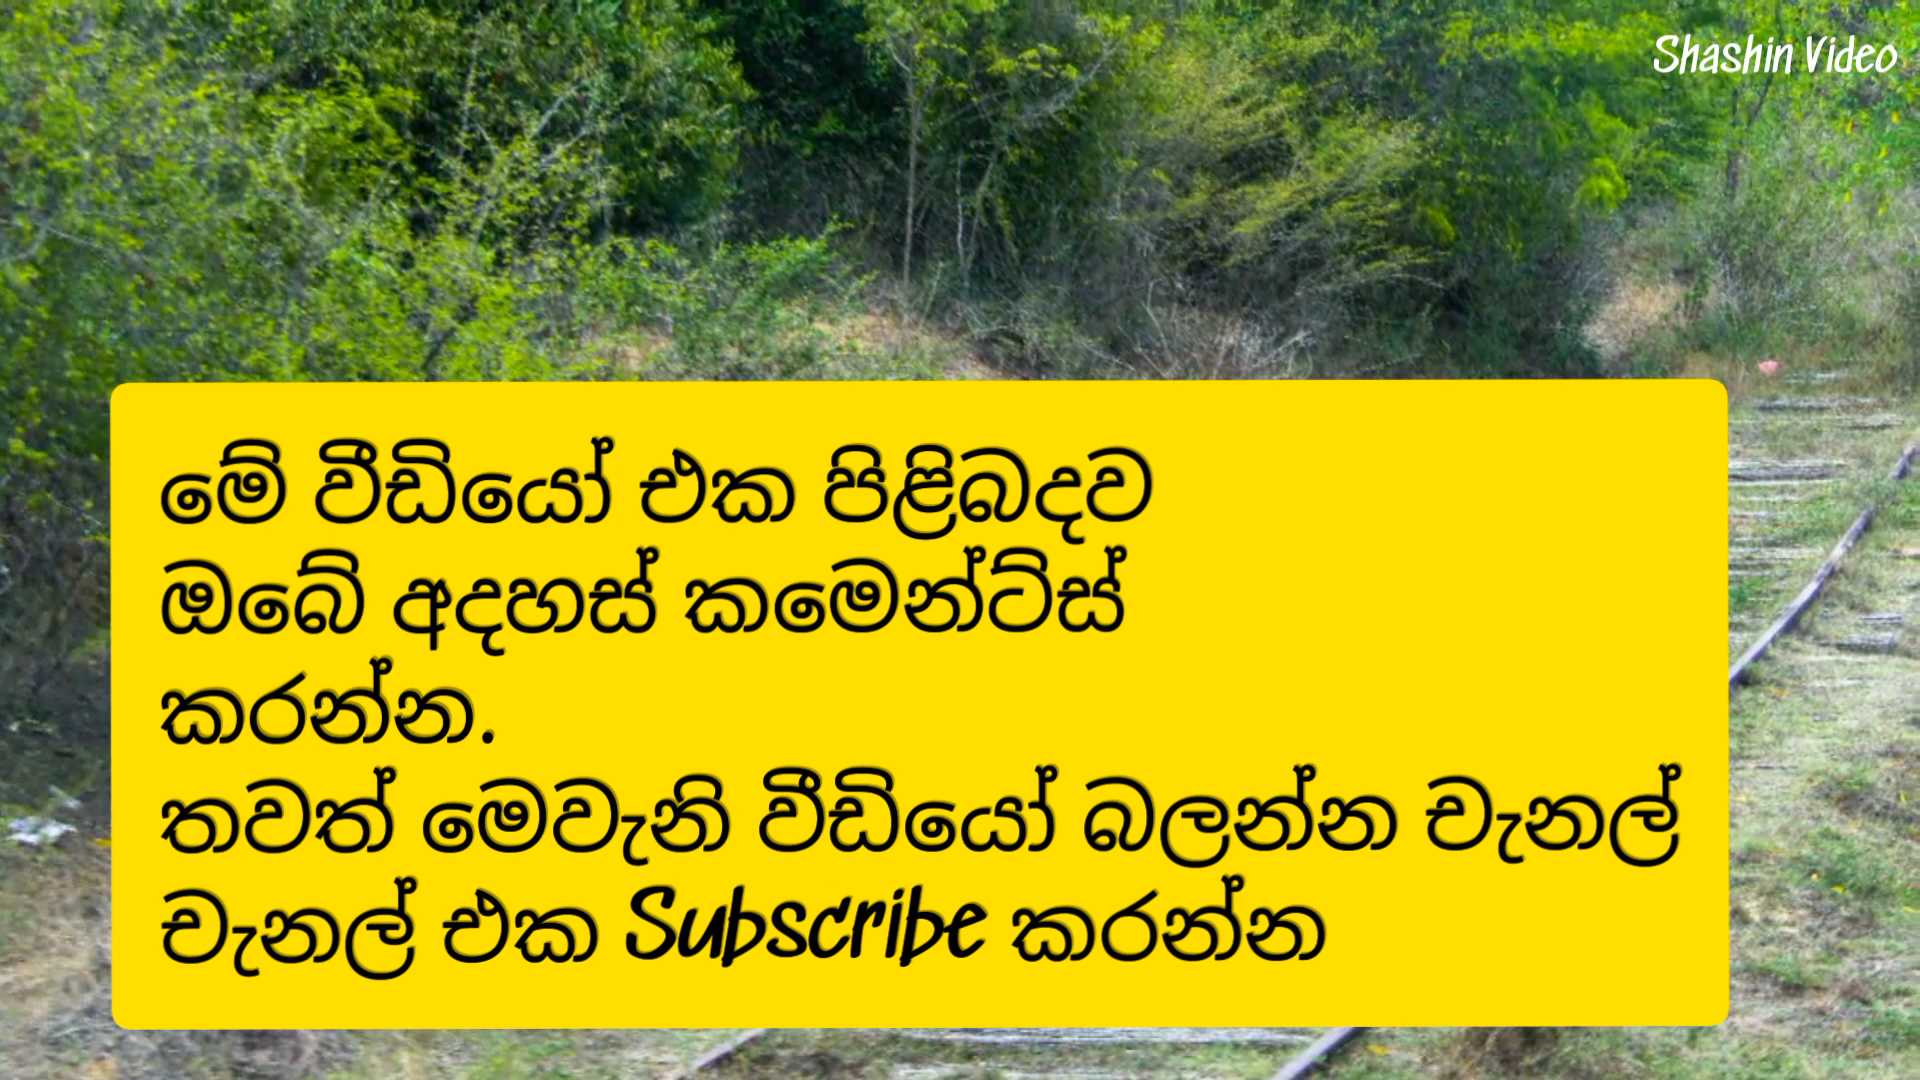 Shashin Video
මේ වීඩියෝ එක පිළිබදව
ඔබේ අදහස් කමෙන්ට්ස්
කරන්න.
තවත් මෙවැනි වීඩියෝ බලන්න චැනල්
චැනල් එක Subscribe කරන්න